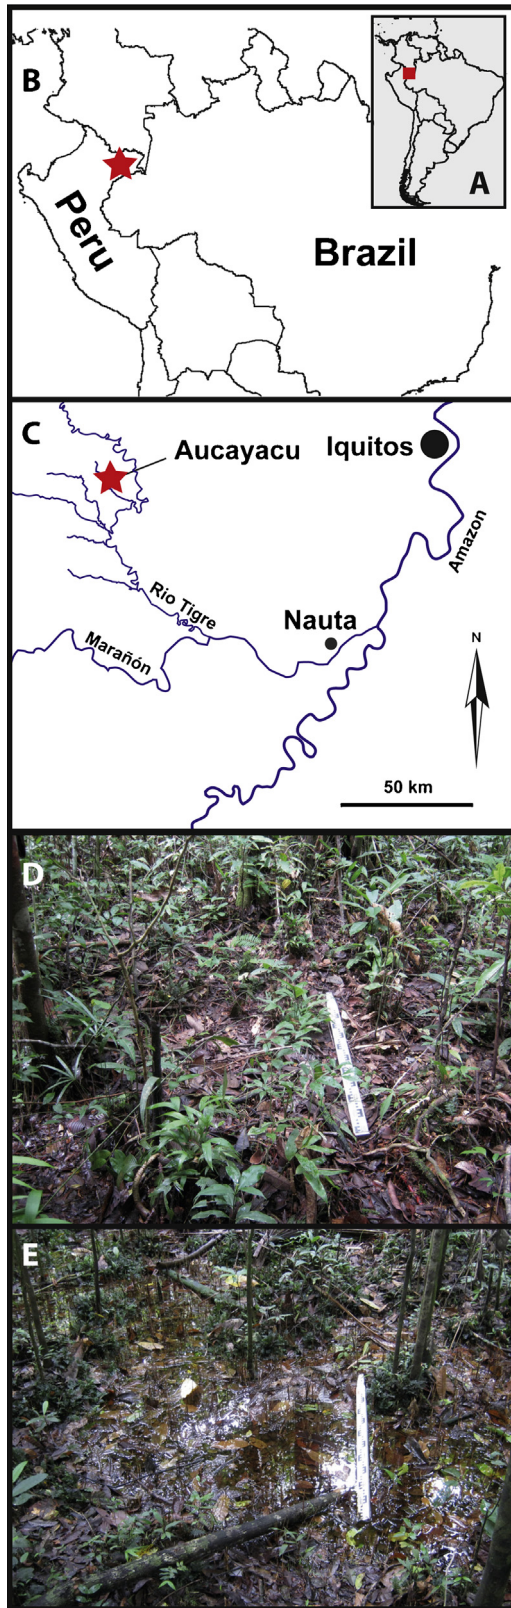 B
A
Peru
Brazil
C
Aucayacu
Iquitos
Amazon
Rio Tigre
Nauta
Marañón
N
50 km
D
E